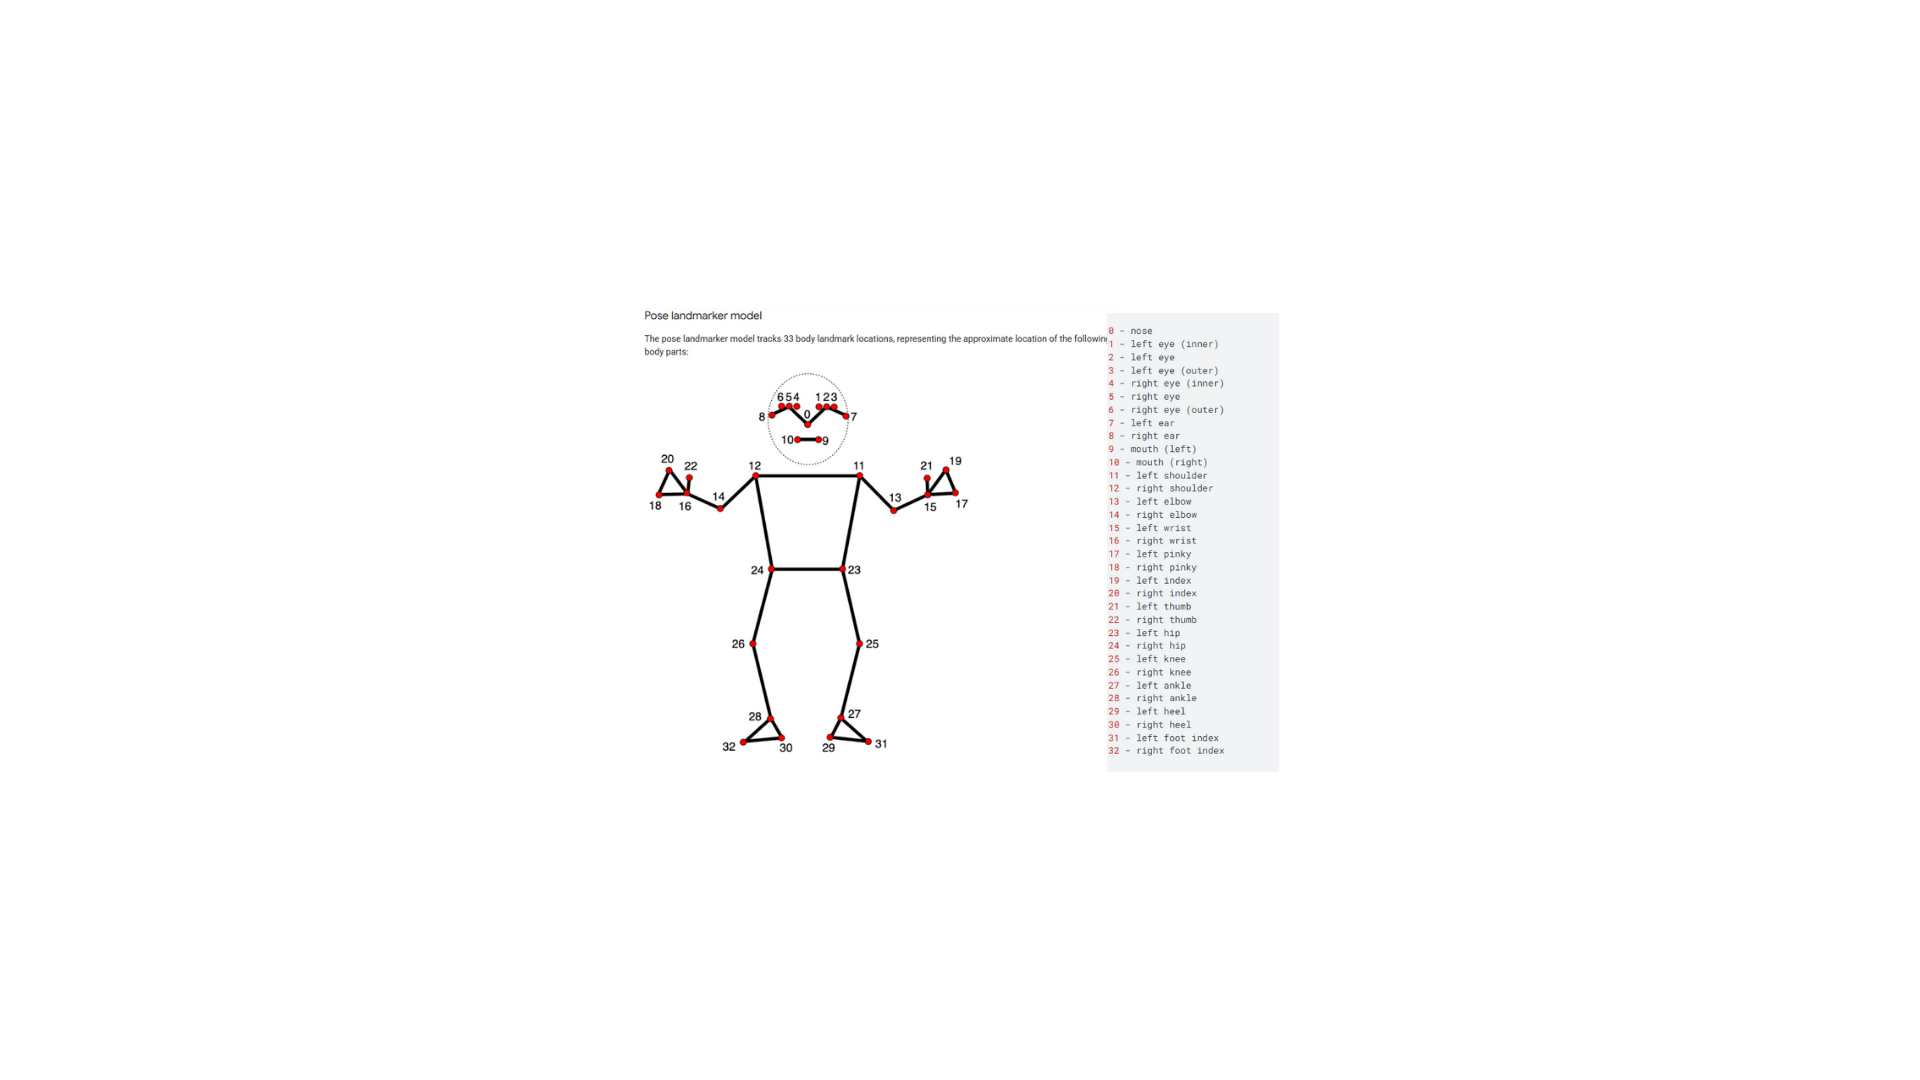 Pose landmarker model
The pose landmarker model tracks 33 body landmark locations, representing the approximate location of the following
body parts:
6 5 4 1 2 3
8 0 7
10 9
20 22 12 11 21 19
18 16 14 13 15 17
24 23
26 25
28 27
32 30 29 31
0 - nose
1 - left eye (inner)
2 - left eye
3 - left eye (outer)
4 - right eye (inner)
5 - right eye
6 - right eye (outer)
7 - left ear
8 - right ear
9 - mouth (left)
10 - mouth (right)
11 - left shoulder
12 - right shoulder
13 - left elbow
14 - right elbow
15 - left wrist
16 - right wrist
17 - left pinky
18 - right pinky
19 - left index
20 - right index
21 - left thumb
22 - right thumb
23 - left hip
24 - right hip
25 - left knee
26 - right knee
27 - left ankle
28 - right ankle
29 - left heel
30 - right heel
31 - left foot index
32 - right foot index